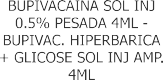 BUPIVACAINA SOL INJ
0.5% PESADA 4ML -
BUPIVAC. HIPERBARICA
+ GLICOSE SOL INJ AMP.
4ML